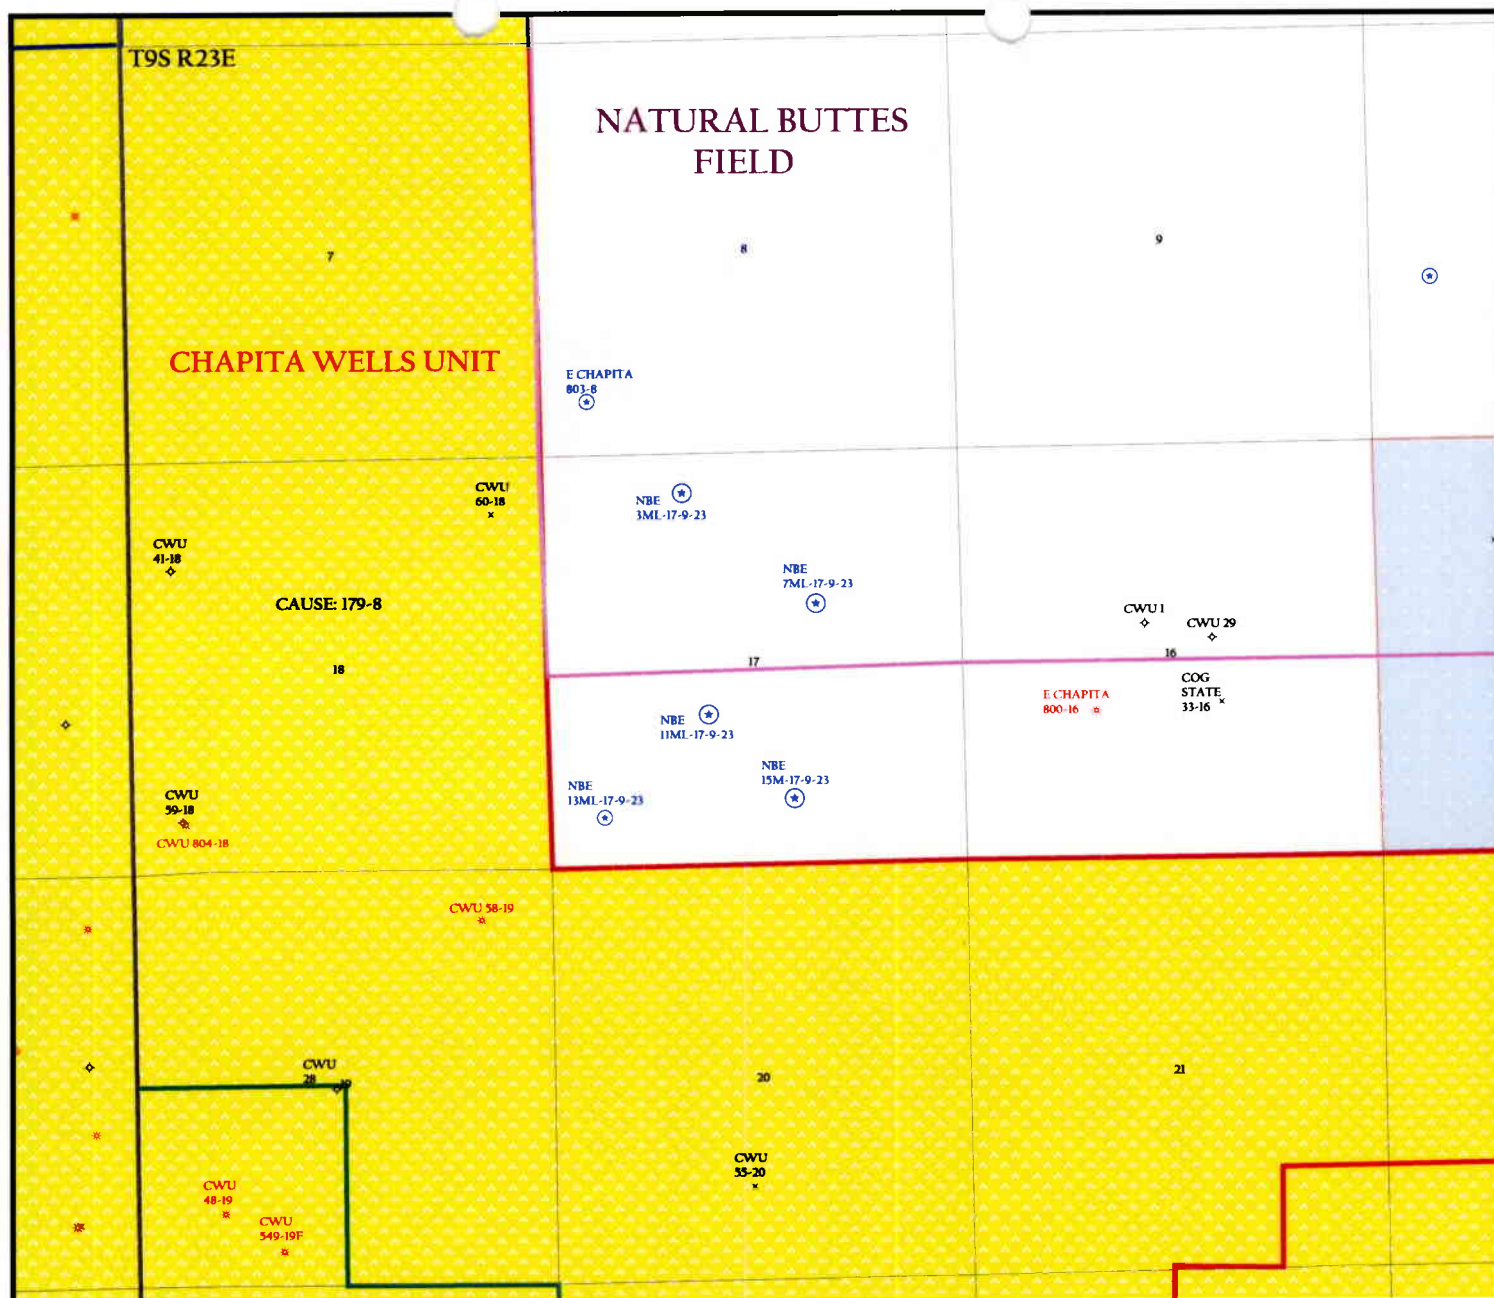 T9S R23E
NATURAL BUTTES
FIELD
7
8
9
CHAPITA WELLS UNIT
E CHAPITA
803-8
CWU
60-18
NBE
3ML-17-9-23
CWU
41-18
NBE
7ML-17-9-23
CAUSE: 179-8
CWU 1
CWU 29
18
17
16
E CHAPITA
800-16
COG
STATE
33-16
NBE
11ML-17-9-23
NBE
15M-17-9-23
NBE
13ML-17-9-23
CWU
59-18
CWU 804-18
CWU 58-19
CWU
28
19
20
21
CWU
55-20
CWU
48-19
CWU
549-19F